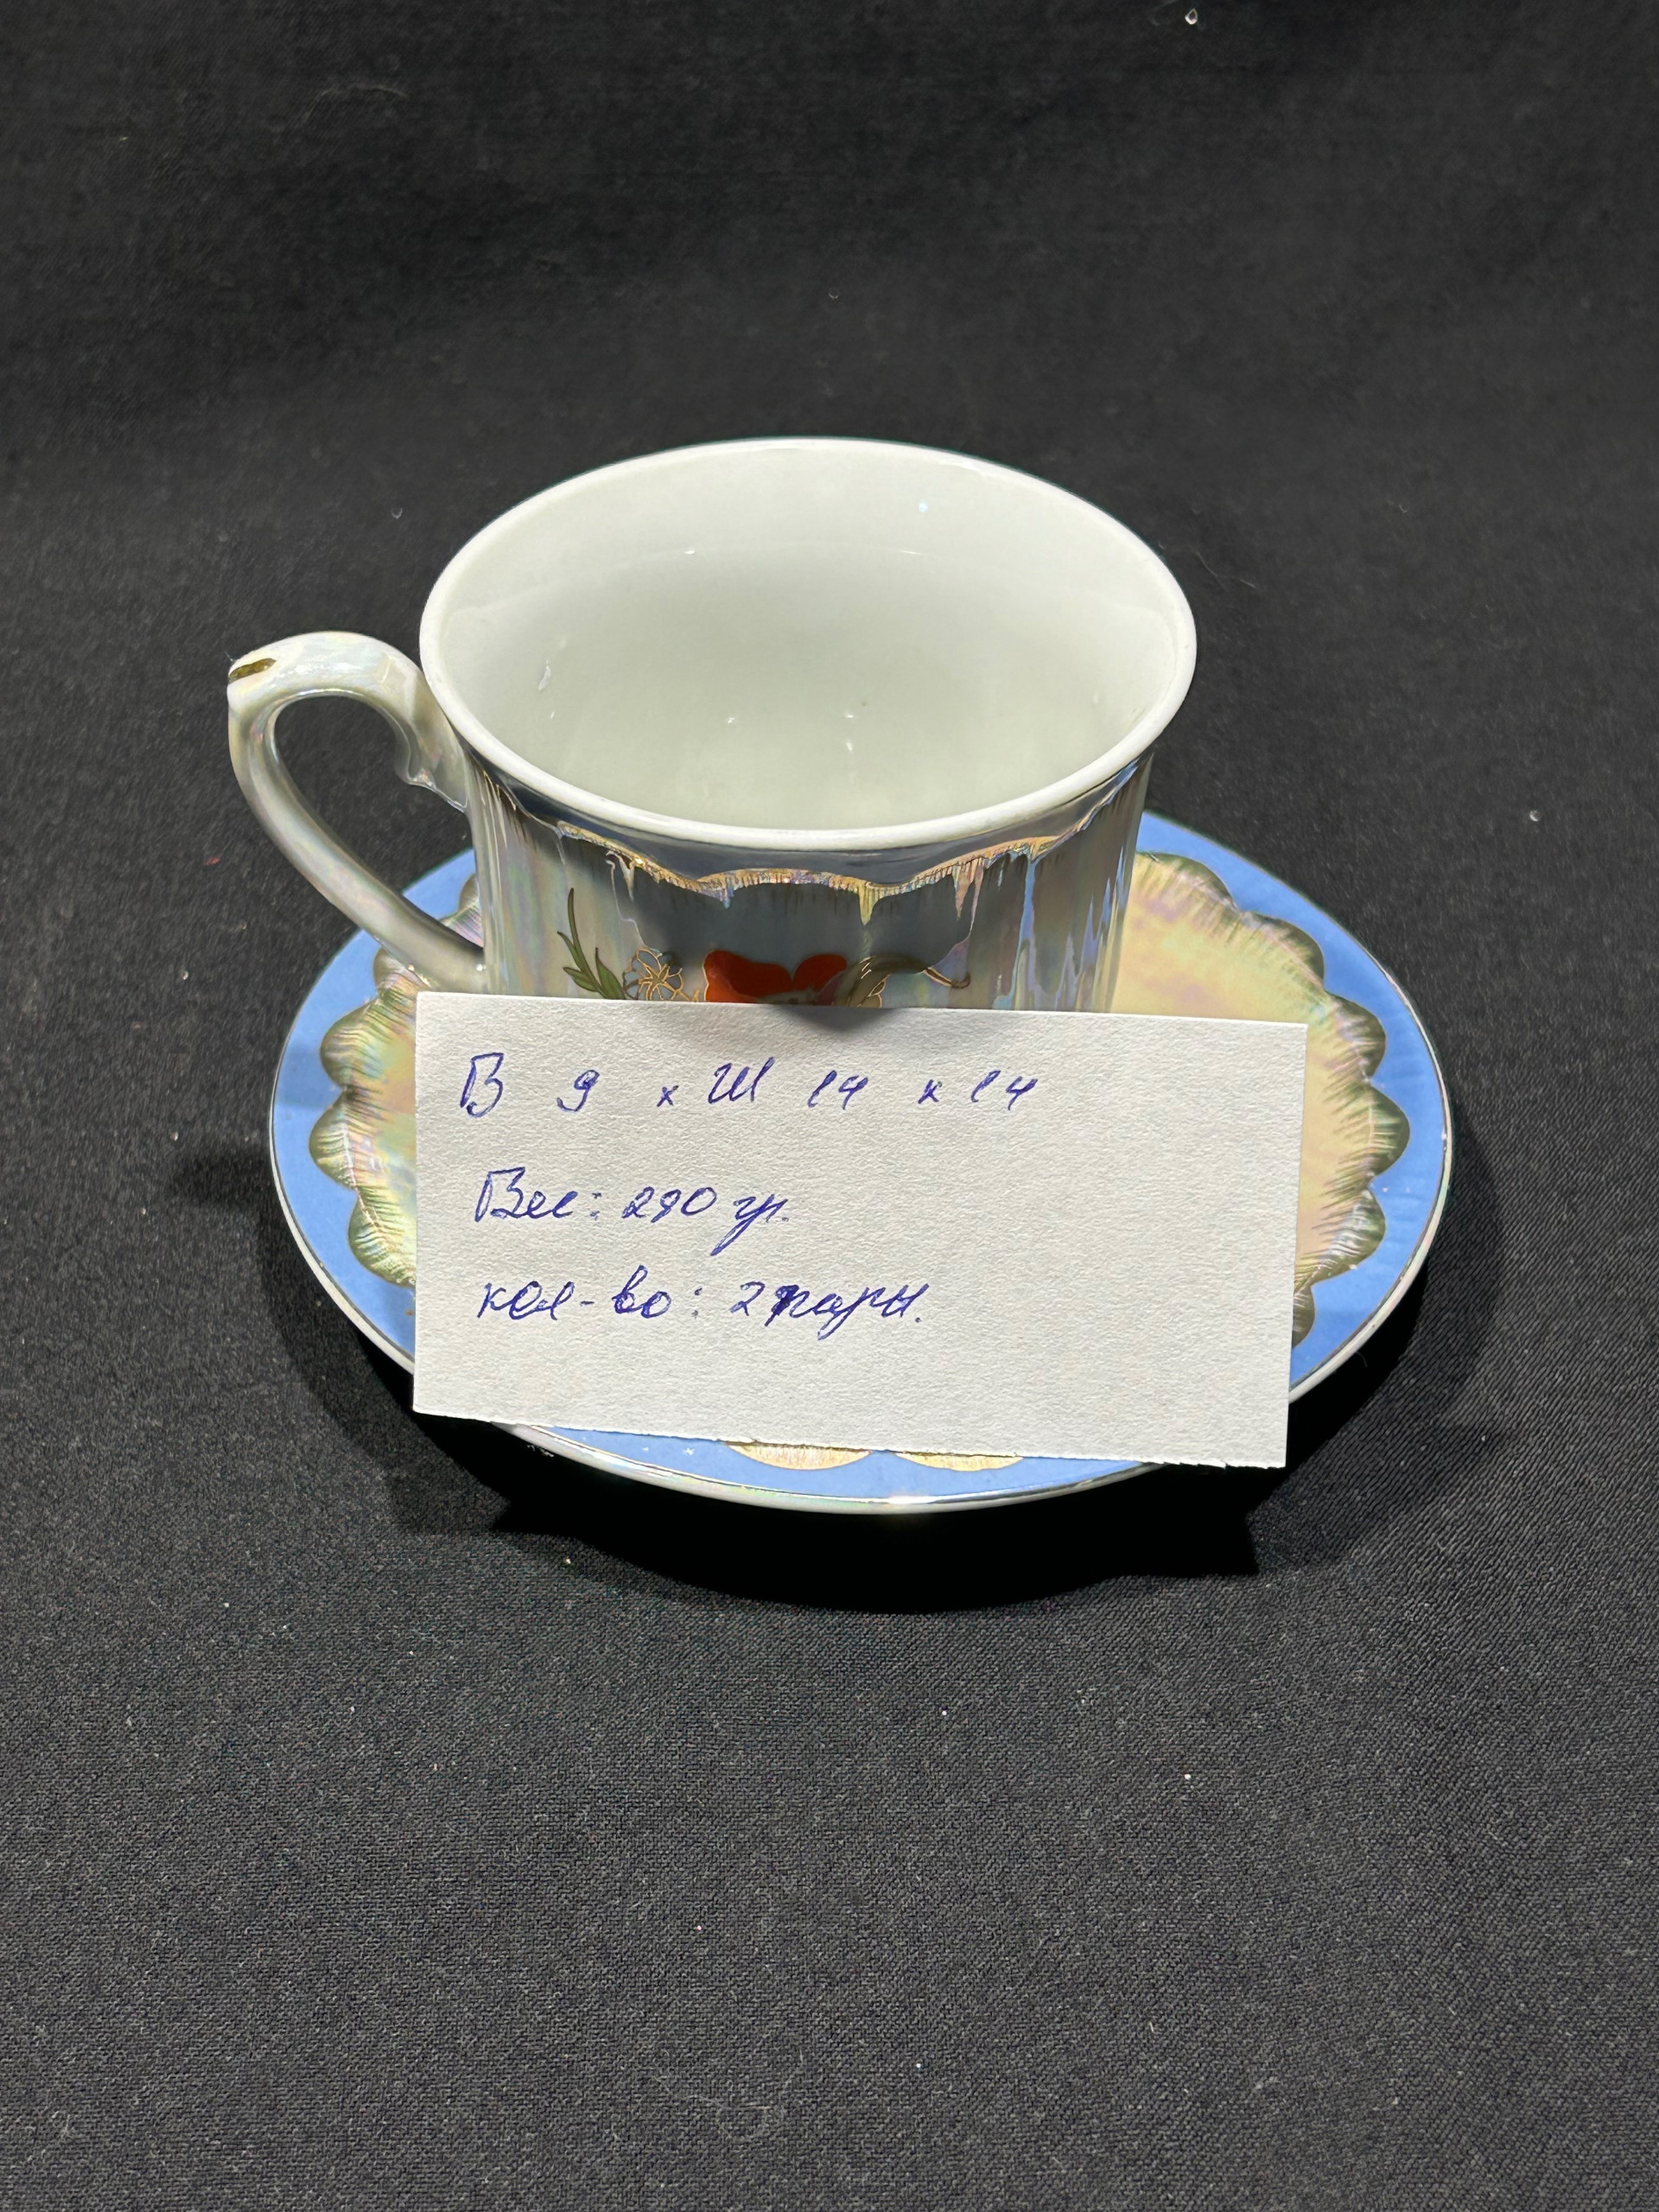 В 9 х Ш 14 х 14
Вес: 290 гр.
кол-во: 2 пары.